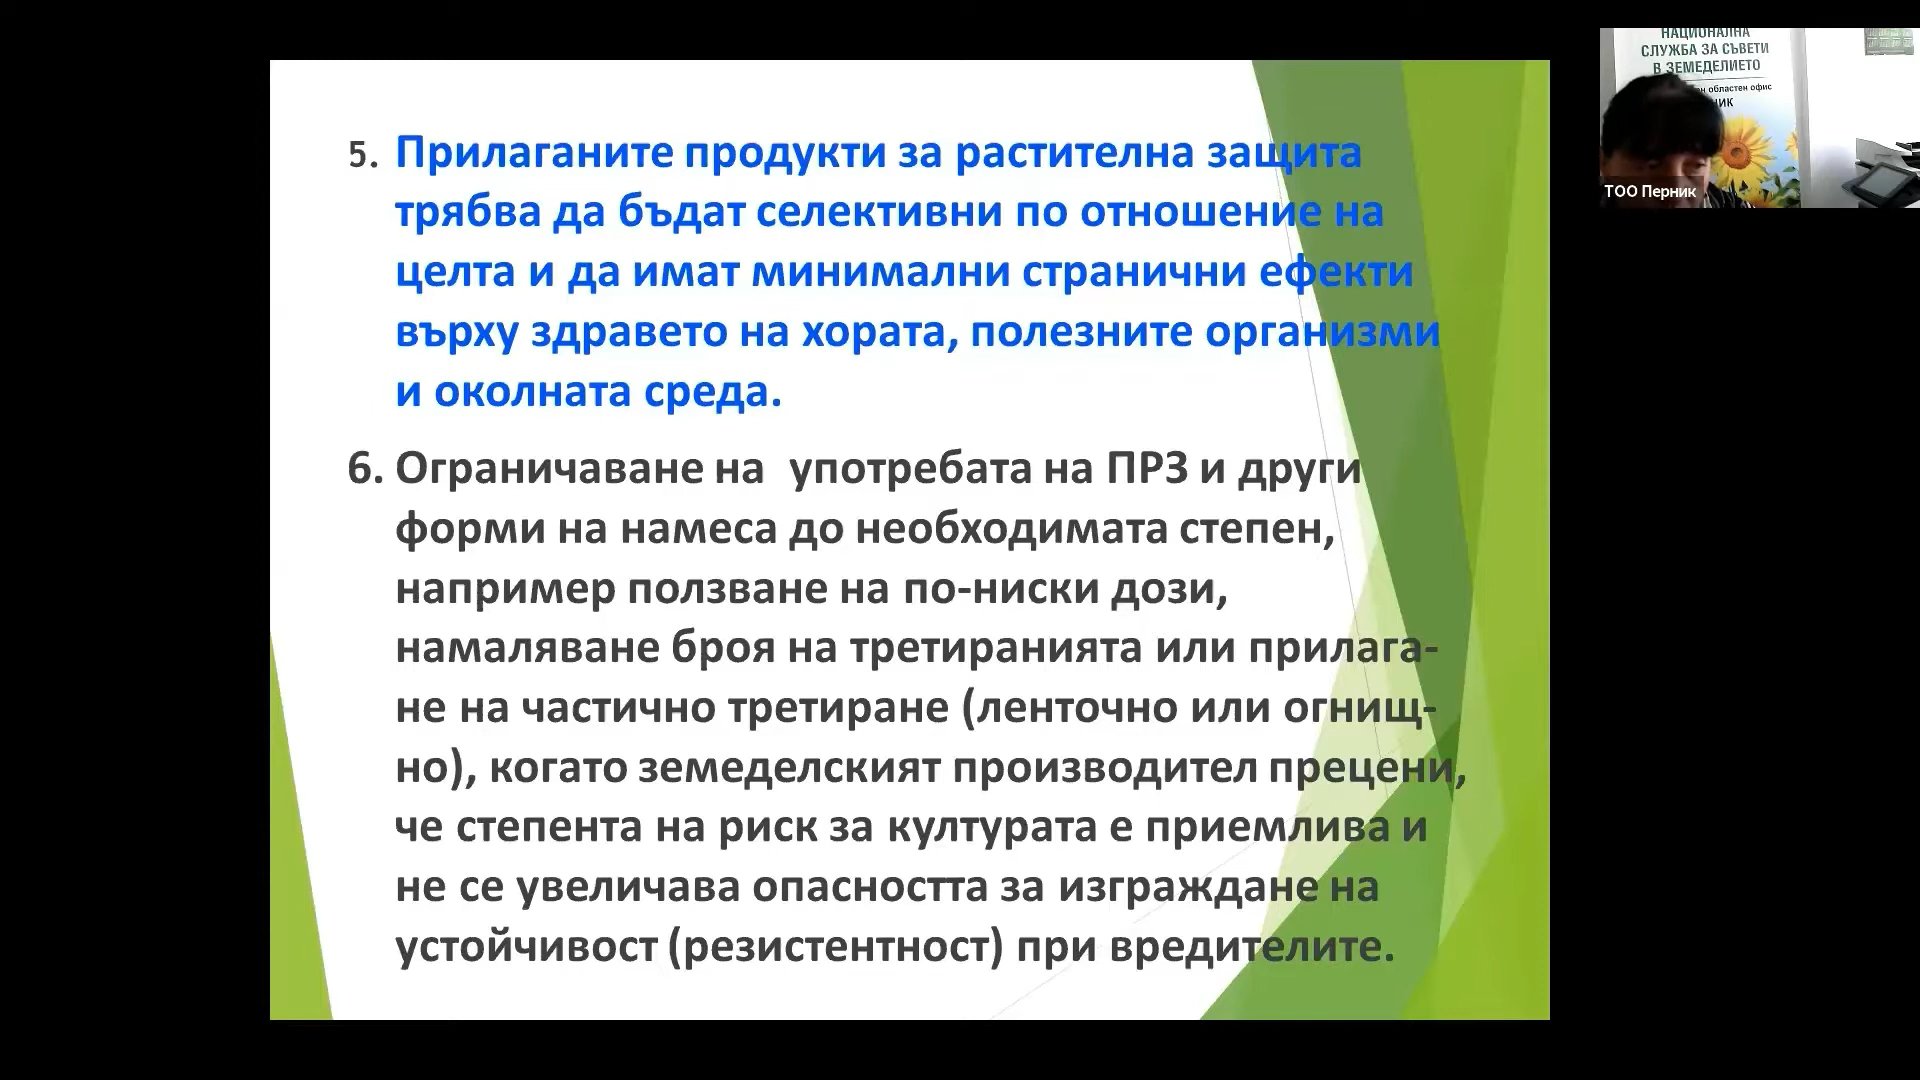 5. Прилаганите продукти за растителна защита
трябва да бъдат селективни по отношение на
целта и да имат минимални странични ефекти
върху здравето на хората, полезните организми
и околната среда.
6. Ограничаване на употребата на ПРЗ и други
форми на намеса до необходимата степен,
например ползване на по-ниски дози,
намаляване броя на третиранията или прилага-
не на частично третиране (ленточно или огнищ-
но), когато земеделският производител прецени,
че степента на риск за културата е приемлива и
не се увеличава опасността за изграждане на
устойчивост (резистентност) при вредителите.
НАЦИОНАЛНА
СЛУЖБА ЗА СЪВЕТИ
В ЗЕМЕДЕЛИЕТО
областен офис
ТОО Перник